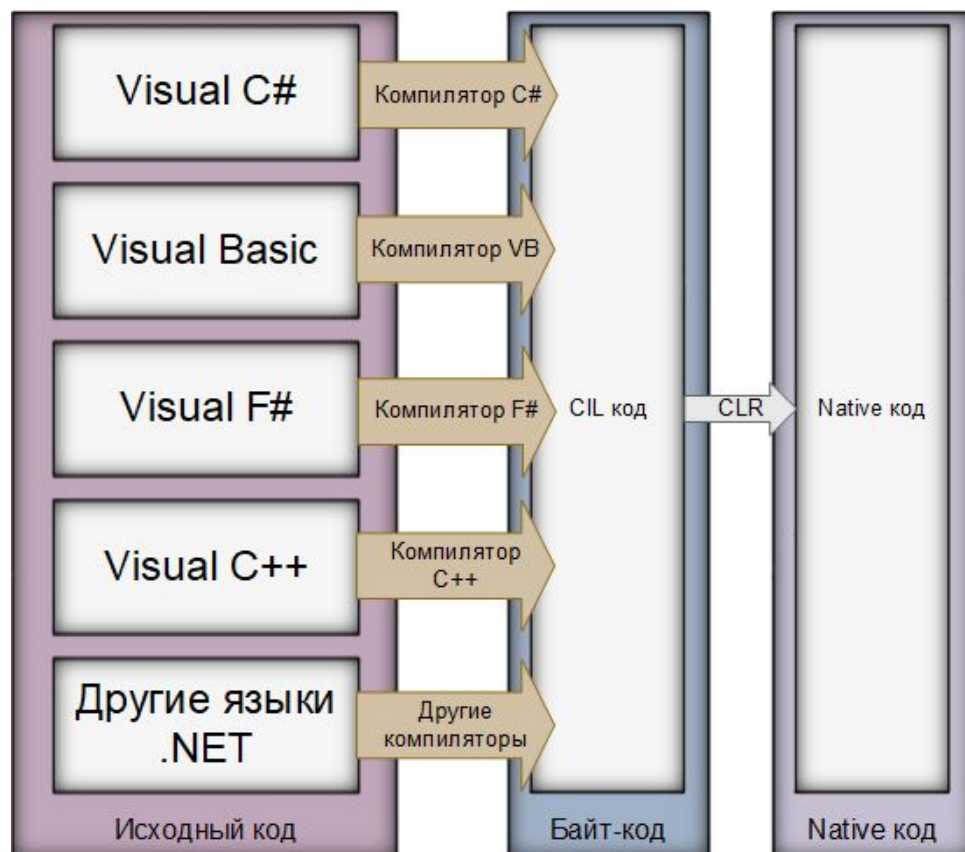 Visual C#
Компилятор C#
Visual Basic
Компилятор VB
Visual F#
Компилятор F#
CIL код
CLR
Native код
Visual C++
Компилятор
C++
Другие языки
.NET
Другие
компиляторы
Исходный код
Байт-код
Native код